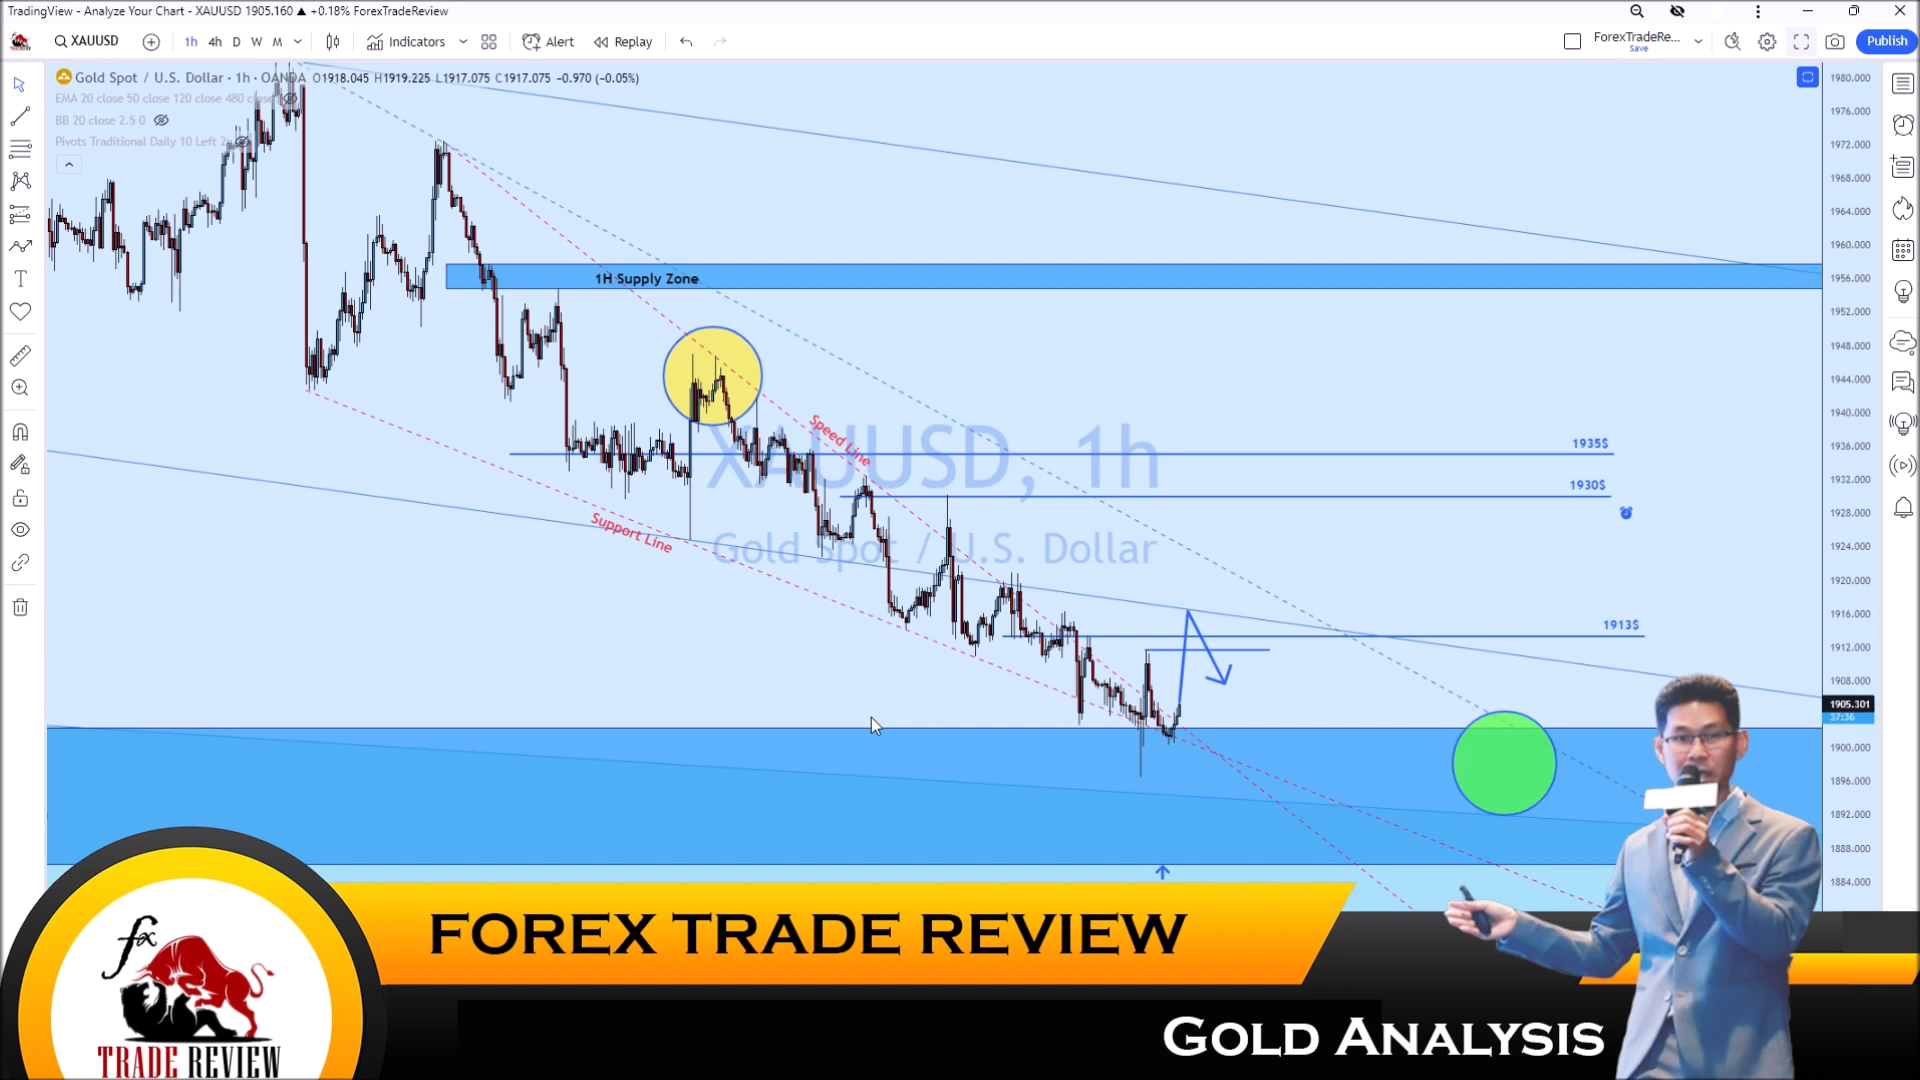 TradingView - Analyze Your Chart - XAUUSD 1905.160 ▲ +0.18% ForexTradeReview
XAUUSD 1h 4h D W M Indicators Alert Replay ForexTradeRe... Publish
Save
Gold Spot / U.S. Dollar · 1h · OANDA O1918.045 H1919.225 L1917.075 C1917.075 −0.970 (−0.05%)
EMA 20 close 50 close 120 close 480 close
BB 20 close 2.5 0
Pivots Traditional Daily 10 Left
1H Supply Zone
Speed Line
Support Line
XAUUSD, 1h
Gold Spot / U.S. Dollar
1935$
1930$
1913$
1980.000
1976.000
1972.000
1968.000
1964.000
1960.000
1956.000
1952.000
1948.000
1944.000
1940.000
1936.000
1932.000
1928.000
1924.000
1920.000
1916.000
1912.000
1908.000
1905.301
37:36
1900.000
1896.000
1892.000
1888.000
1884.000
FOREX TRADE REVIEW
GOLD ANALYSIS
fx
TRADE REVIEW